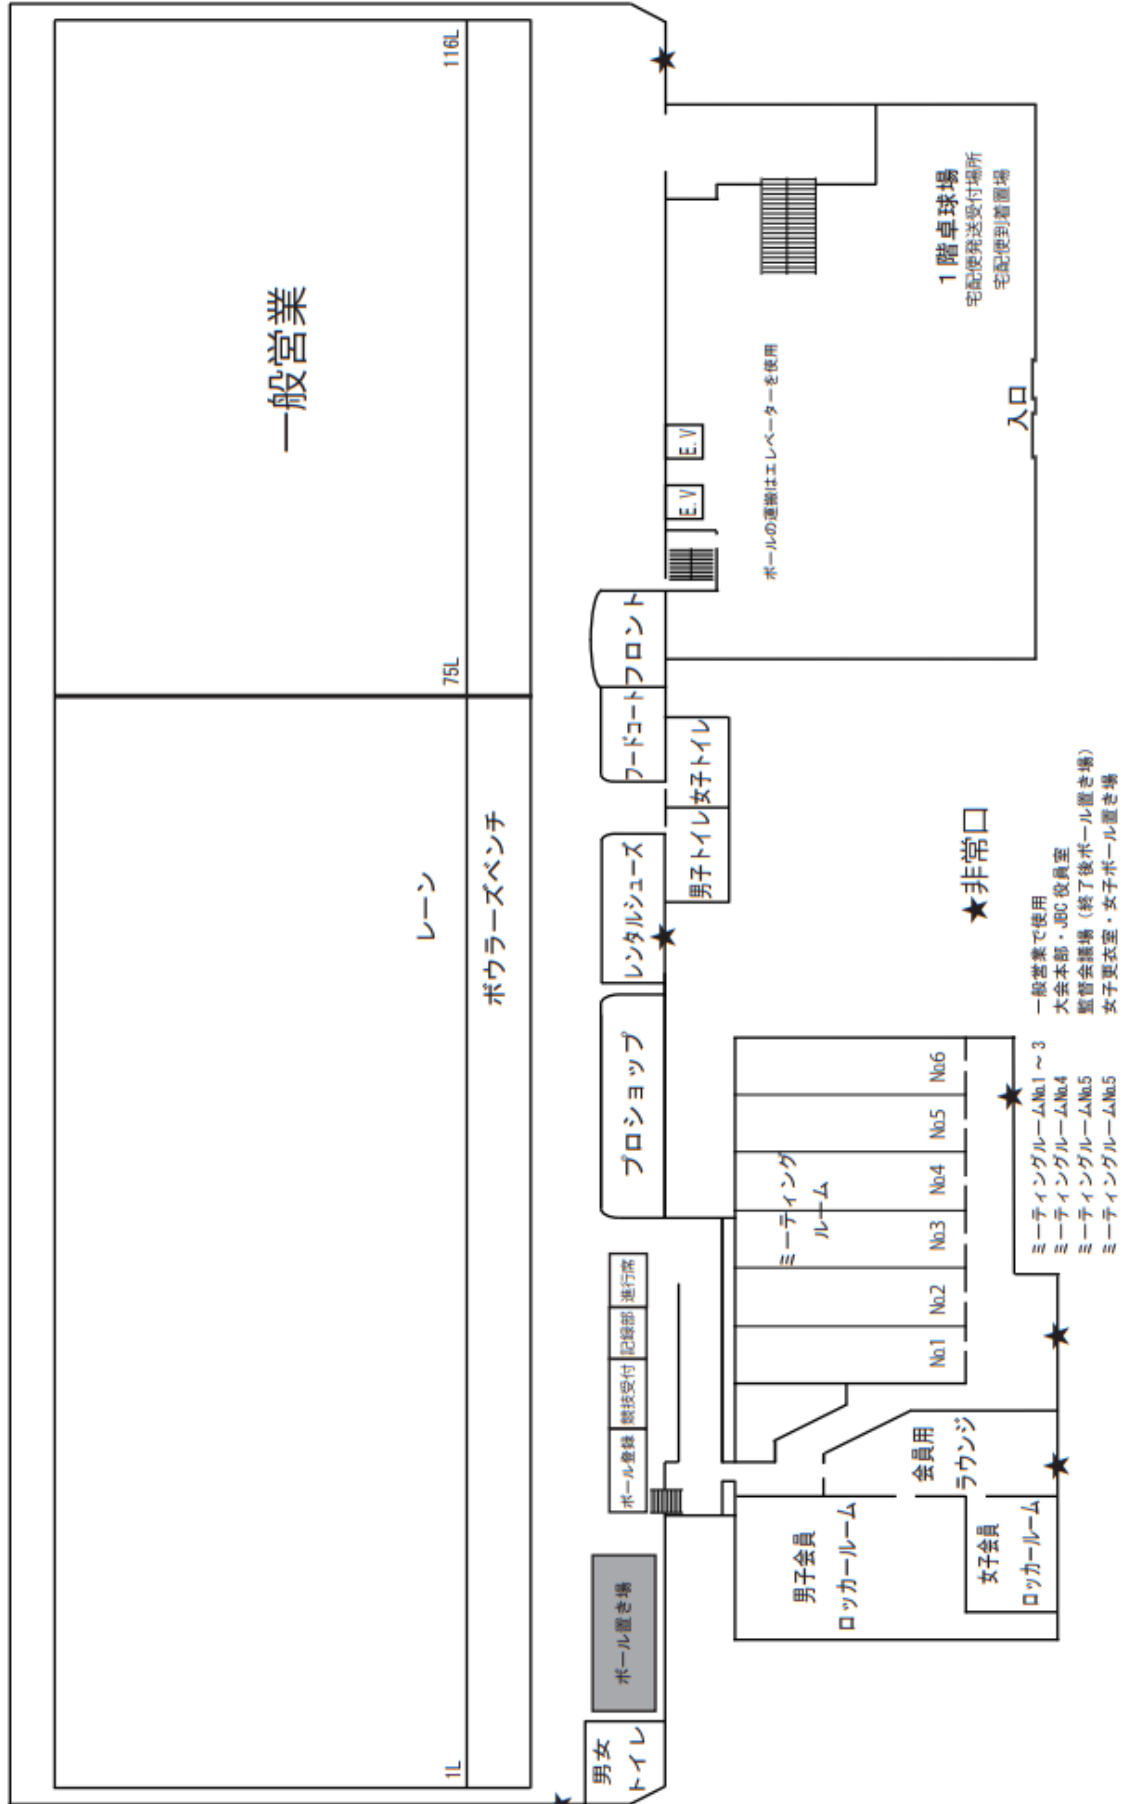 一般営業
1L
75L
116L
レーン
ボウラーズベンチ
男女
トイレ
ボール置き場
ボール登録
競技受付
記録部
進行席
プロショップ
レンタルシューズ
フードコート
フロント
男子トイレ
女子トイレ
E.V
E.V
ボールの運搬はエレベーターを使用
1階卓球場
宅配便発送受付場所
宅配便到着置場
入口
男子会員
ロッカールーム
女子会員
ロッカールーム
会員用
ラウンジ
ミーティング
ルーム
No.1
No.2
No.3
No.4
No.5
No.6
★非常口
ミーティングルームNo.1～3 一般営業で使用
ミーティングルームNo.4 大会本部・JBC役員室
ミーティングルームNo.5 監督会議場（終了後ボール置き場）
ミーティングルームNo.5 女子更衣室・女子ボール置き場